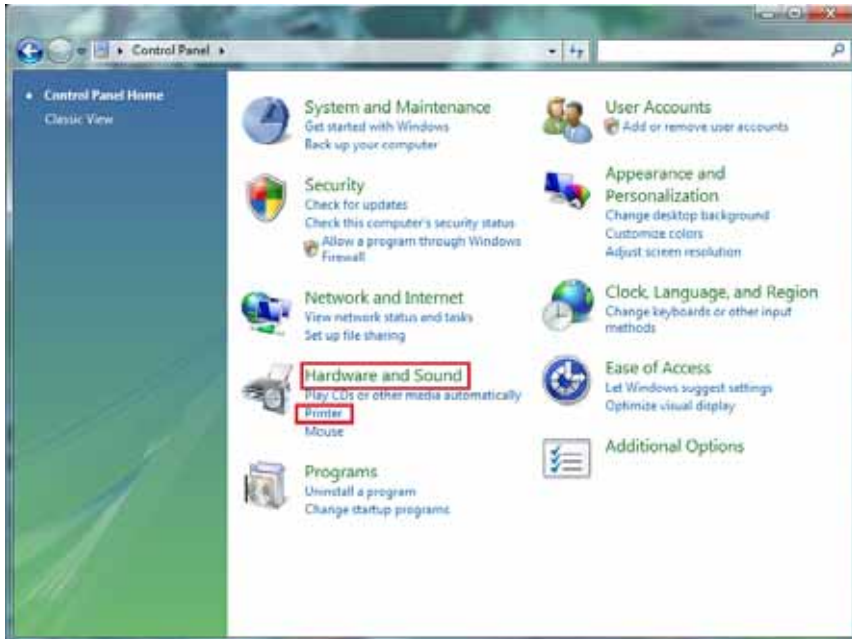 Control Panel
Control Panel Home
Classic View
System and Maintenance
Get started with Windows
Back up your computer
Security
Check for updates
Check this computer's security status
Allow a program through Windows
Firewall
Network and Internet
View network status and tasks
Set up file sharing
Hardware and Sound
Play CDs or other media automatically
Printer
Mouse
Programs
Uninstall a program
Change startup programs
User Accounts
Add or remove user accounts
Appearance and
Personalization
Change desktop background
Customize colors
Adjust screen resolution
Clock, Language, and Region
Change keyboards or other input
methods
Ease of Access
Let Windows suggest settings
Optimize visual display
Additional Options